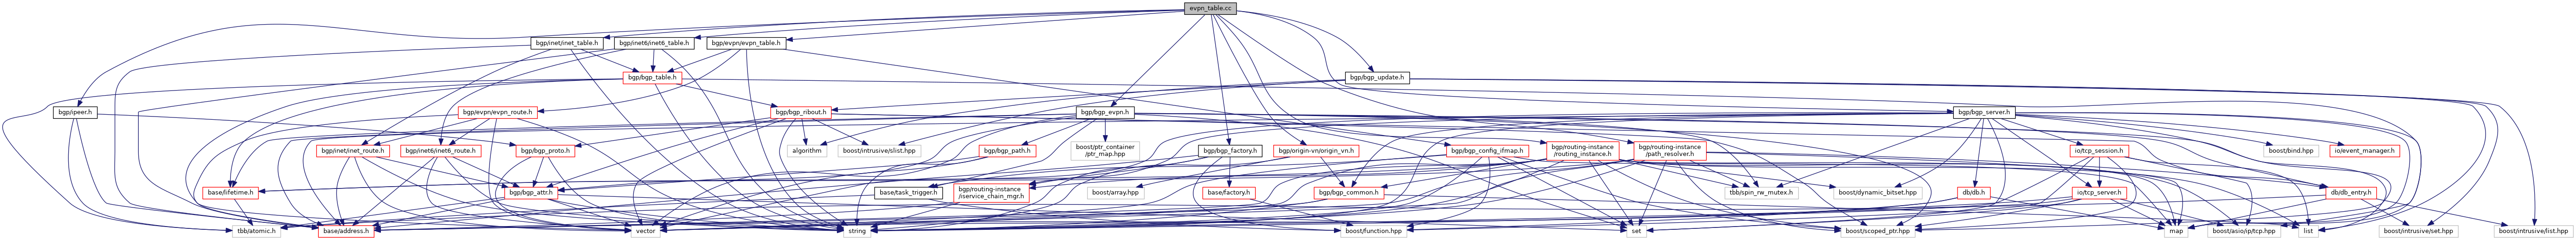 evpn_table.cc
bgp/inet/inet_table.h
bgp/inet6/inet6_table.h
bgp/evpn/evpn_table.h
bgp/bgp_table.h
bgp/bgp_update.h
bgp/ipeer.h
bgp/evpn/evpn_route.h
bgp/bgp_ribout.h
bgp/bgp_evpn.h
bgp/bgp_server.h
bgp/inet/inet_route.h
bgp/inet6/inet6_route.h
bgp/bgp_proto.h
algorithm
boost/intrusive/slist.hpp
bgp/bgp_path.h
boost/ptr_container
/ptr_map.hpp
bgp/bgp_factory.h
bgp/origin-vn/origin_vn.h
bgp/bgp_config_ifmap.h
bgp/routing-instance
/routing_instance.h
bgp/routing-instance
/path_resolver.h
io/tcp_session.h
boost/bind.hpp
io/event_manager.h
base/lifetime.h
bgp/bgp_attr.h
base/task_trigger.h
bgp/routing-instance
/iservice_chain_mgr.h
boost/array.hpp
base/factory.h
bgp/bgp_common.h
tbb/spin_rw_mutex.h
boost/dynamic_bitset.hpp
db/db.h
io/tcp_server.h
db/db_entry.h
tbb/atomic.h
base/address.h
vector
string
boost/function.hpp
set
boost/scoped_ptr.hpp
map
boost/asio/ip/tcp.hpp
list
boost/intrusive/set.hpp
boost/intrusive/list.hpp